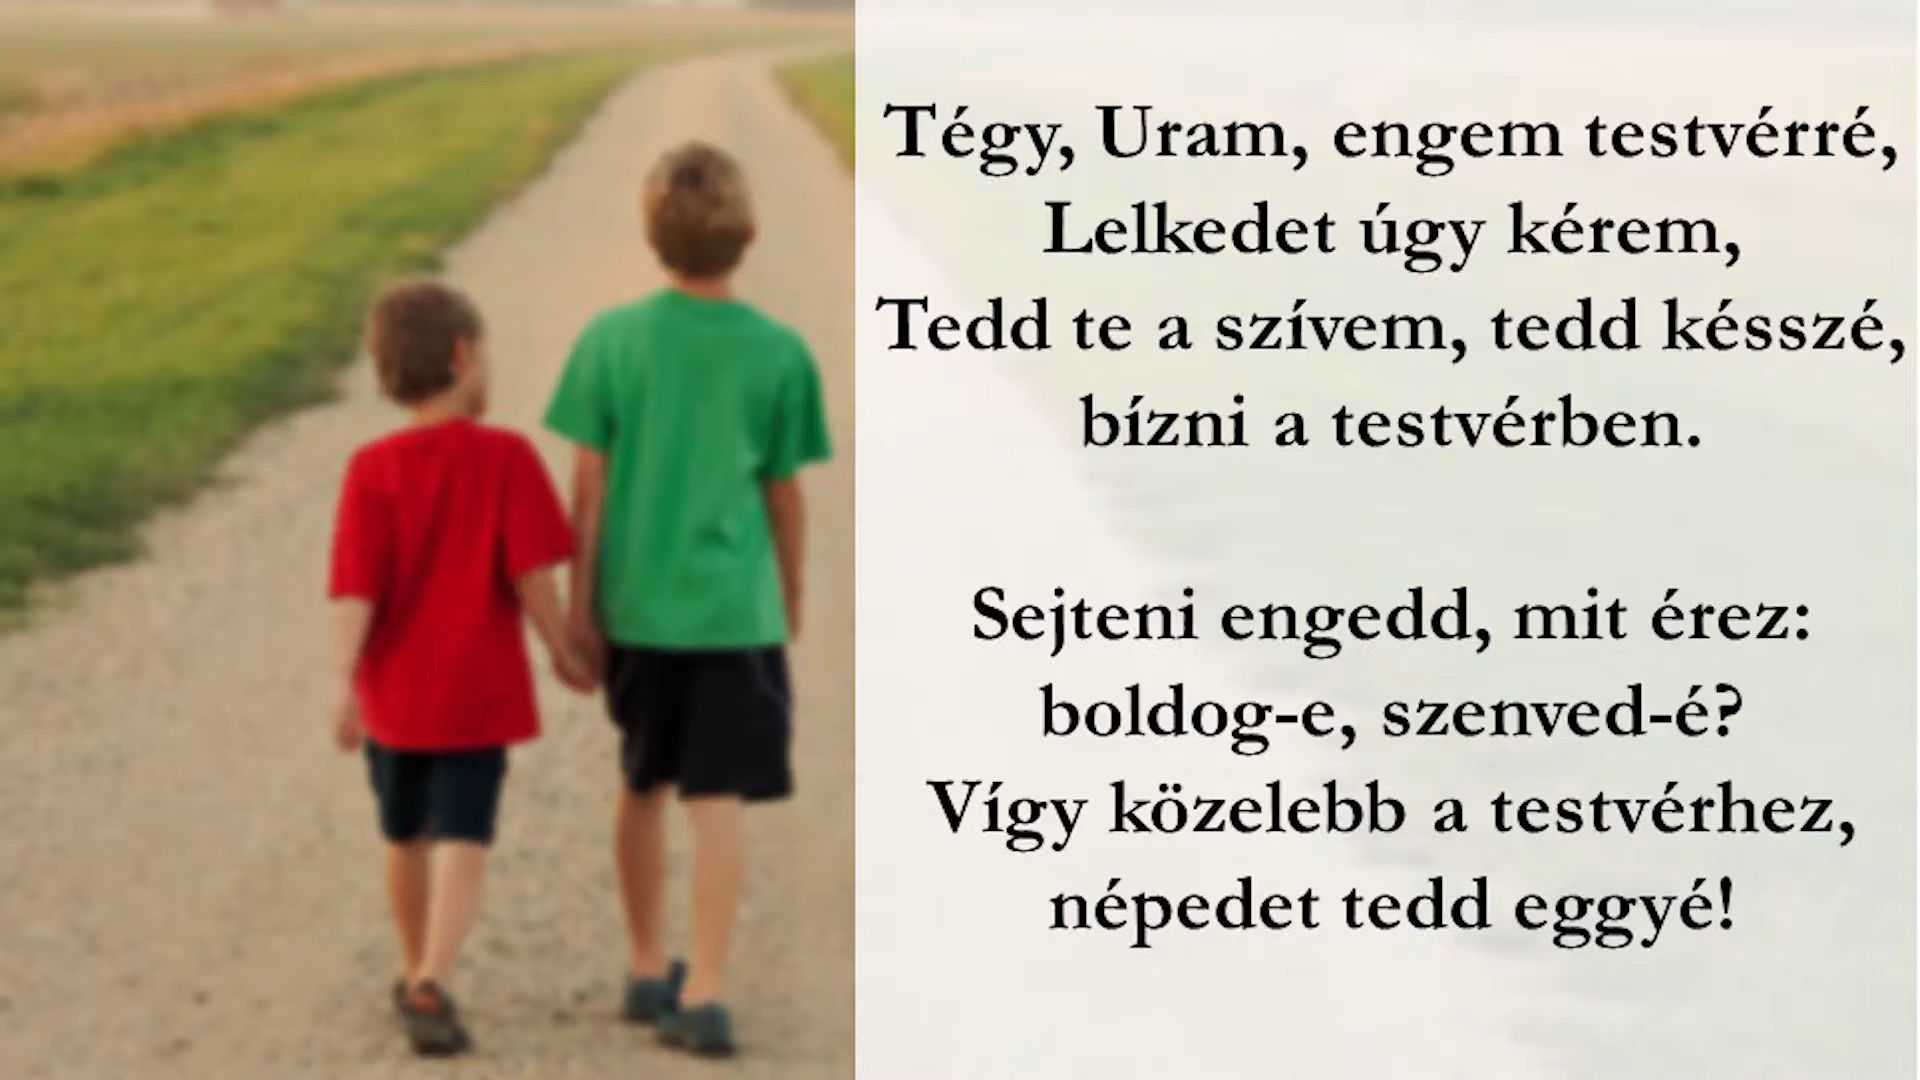 Tégy, Uram, engem testvérré,
Lelkedet úgy kérem,
Tedd te a szívem, tedd késszé,
bízni a testvérben.
Sejteni engedd, mit érez:
boldog-e, szenved-é?
Vígy közelebb a testvérhez,
népedet tedd eggyé!